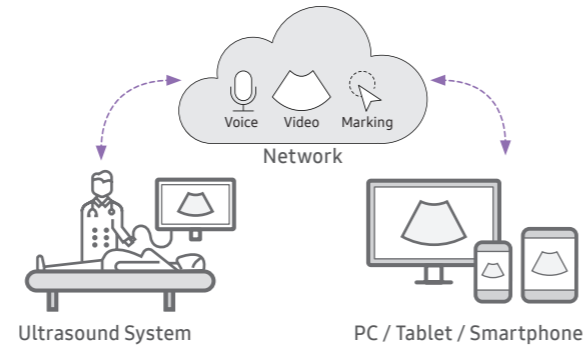 Voice Video Marking
Network
Ultrasound System
PC / Tablet / Smartphone